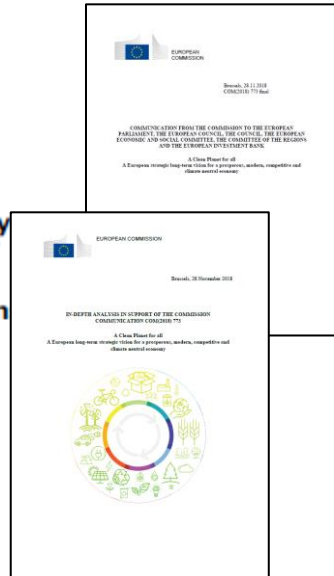 EUROPEAN
COMMISSION
Brussels, 28.11.2018
COM(2018) 773 final
COMMUNICATION FROM THE COMMISSION TO THE EUROPEAN
PARLIAMENT, THE EUROPEAN COUNCIL, THE COUNCIL, THE EUROPEAN
ECONOMIC AND SOCIAL COMMITTEE, THE COMMITTEE OF THE REGIONS
AND THE EUROPEAN INVESTMENT BANK
A Clean Planet for all
A European strategic long-term vision for a prosperous, modern, competitive and
climate neutral economy
y
n
EUROPEAN COMMISSION
Brussels, 28 November 2018
IN-DEPTH ANALYSIS IN SUPPORT OF THE COMMISSION
COMMUNICATION COM(2018) 773
A Clean Planet for all
A European long-term strategic vision for a prosperous, modern, competitive and
climate neutral economy